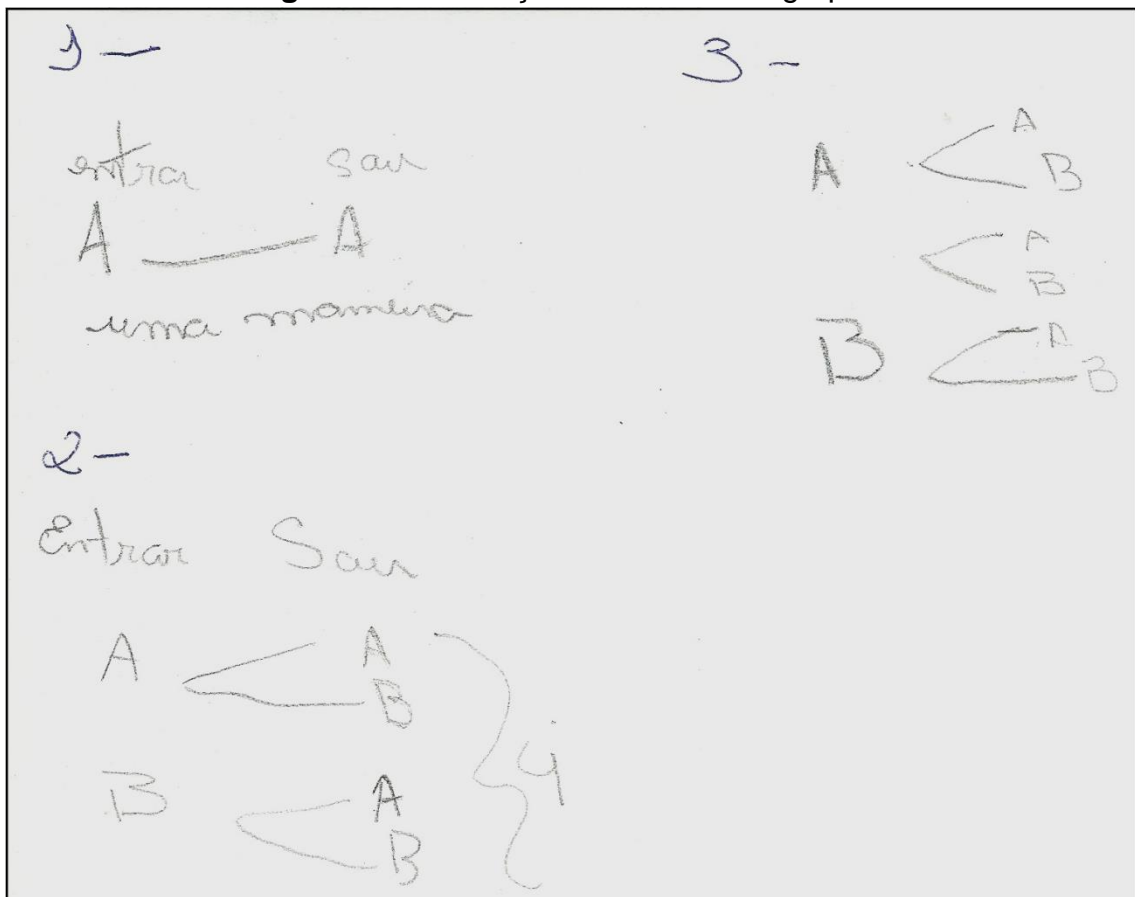 1 —
entrar sair
A — A
uma maneira
2 —
Entrar Sair
A A
B
B A
B
4
3 -
A A
B
A
B
B A
B